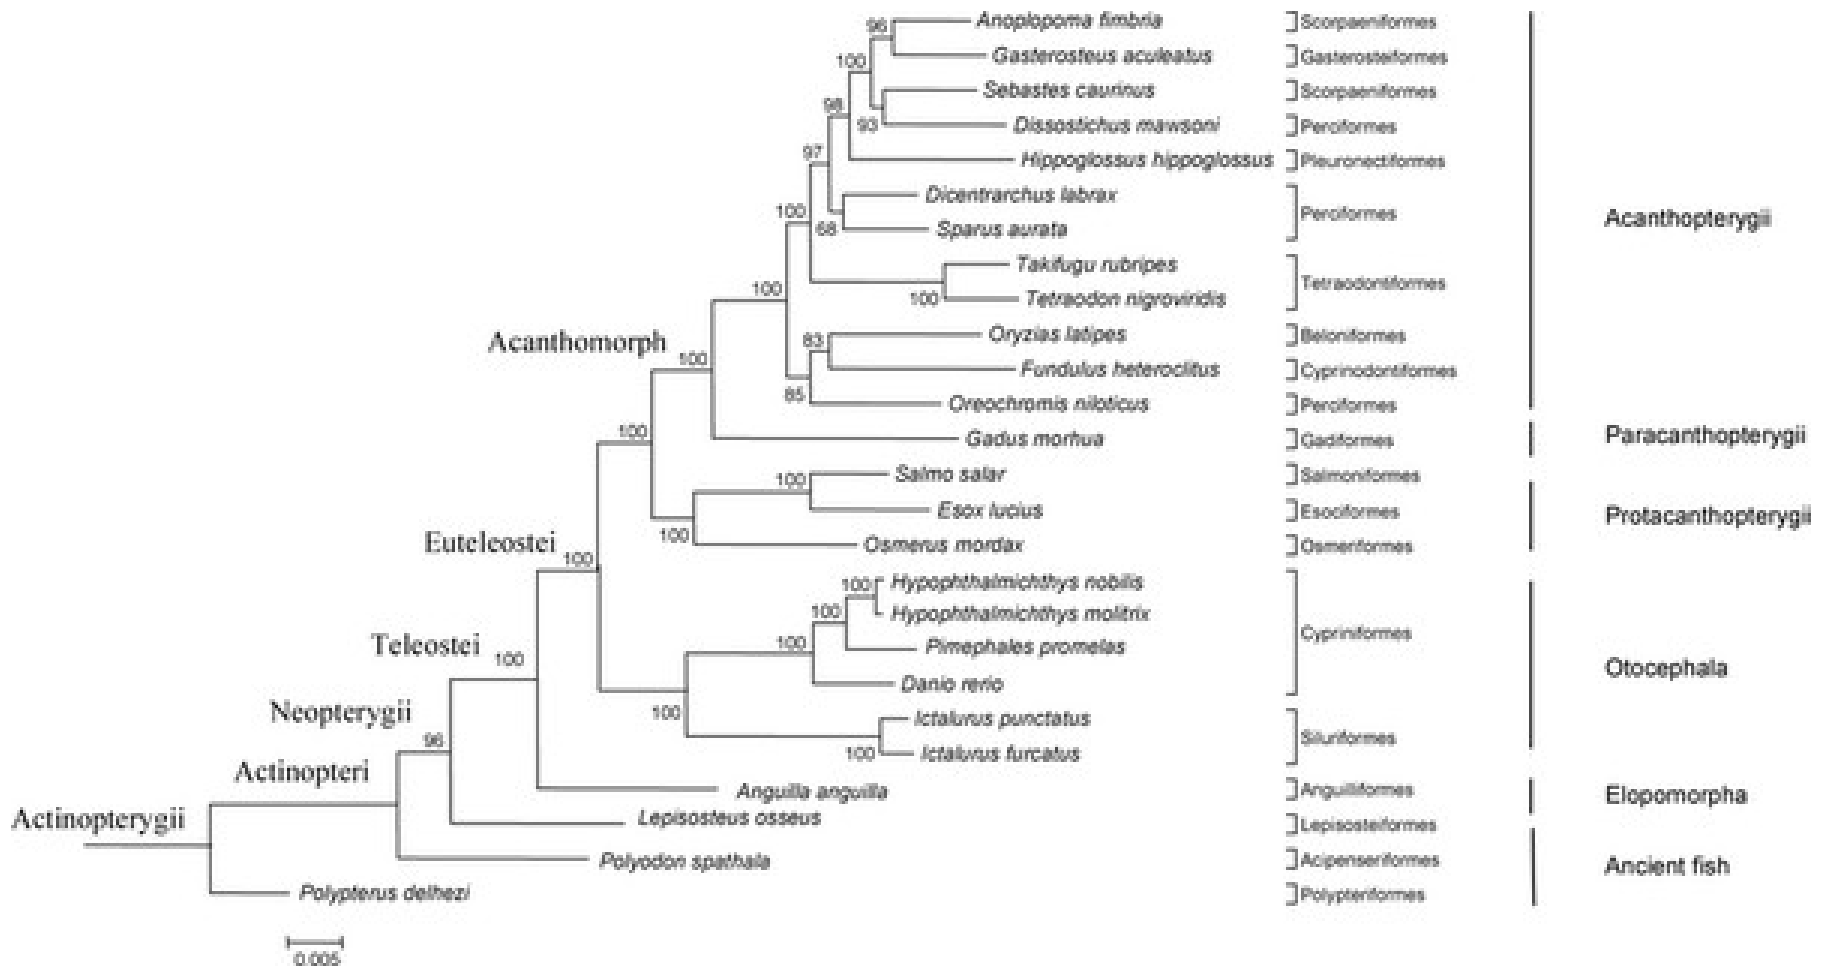 96
Anoplopoma fimbria
Scorpaeniformes
Gasterosteus aculeatus
Gasterosteiformes
100
Sebastes caurinus
Scorpaeniformes
98
93
Dissostichus mawsoni
Perciformes
97
Hippoglossus hippoglossus
Pleuronectiformes
Dicentrarchus labrax
Perciformes
Acanthopterygii
100
68
Sparus aurata
Takifugu rubripes
Tetraodontiformes
100
100
Tetraodon nigroviridis
Acanthomorph
83
Oryzias latipes
Beloniformes
100
Fundulus heteroclitus
Cyprinodontiformes
85
Oreochromis niloticus
Perciformes
100
Gadus morhua
Gadiformes
Paracanthopterygii
100
Salmo salar
Salmoniformes
Esox lucius
Esociformes
Protacanthopterygii
Euteleostei
100
Osmerus mordax
Osmeriformes
100
100
Hypophthalmichthys nobilis
100
Hypophthalmichthys molitrix
Cypriniformes
Teleostei
100
100
Pimephales promelas
Otocephala
Danio rerio
Neopterygii
100
Ictalurus punctatus
Siluriformes
96
100
Ictalurus furcatus
Actinopteri
Anguilla anguilla
Anguilliformes
Elopomorpha
Actinopterygii
Lepisosteus osseus
Lepisosteiformes
Polyodon spathala
Acipenseriformes
Ancient fish
Polypterus delhezi
Polypteriformes
0.005